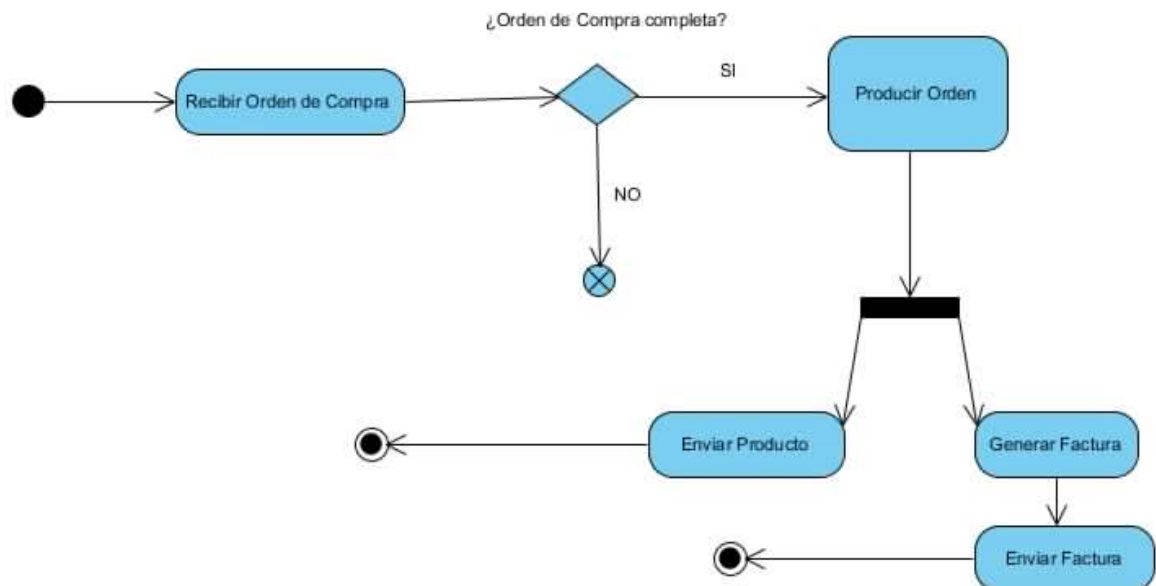 ¿Orden de Compra completa?
Recibir Orden de Compra
SI
Producir Orden
NO
Enviar Producto
Generar Factura
Enviar Factura